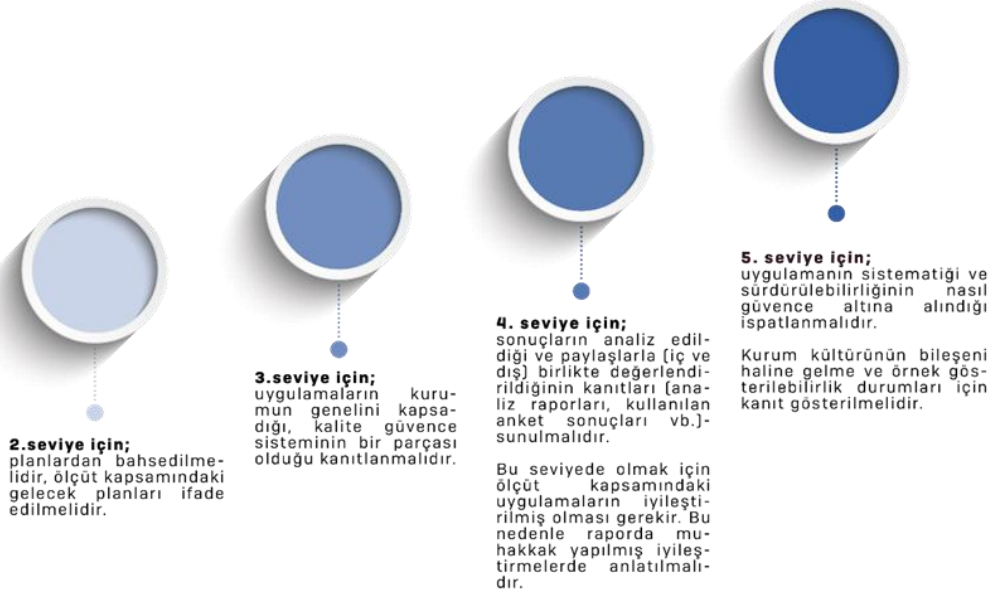 2.seviye için;
planlardan bahsedilme-
lidir, ölçüt kapsamındaki
gelecek planları ifade
edilmelidir.
3.seviye için;
uygulamaların kuru-
mun genelini kapsa-
dığı, kalite güvence
sisteminin bir parçası
olduğu kanıtlanmalıdır.
4. seviye için;
sonuçların analiz edil-
diği ve paylaşlarla (iç ve
dış) birlikte değerlendi-
rildiğinin kanıtları (ana-
liz raporları, kullanılan
anket sonuçları vb.)-
sunulmalıdır.
Bu seviyede olmak için
ölçüt kapsamındaki
uygulamaların iyileşti-
rilmiş olması gerekir. Bu
nedenle raporda mu-
hakkak yapılmış iyileş-
tirmelerde anlatılmalı-
dır.
5. seviye için;
uygulamanın sistematiği ve
sürdürülebilirliğinin nasıl
güvence altına alındığı
ispatlanmalıdır.
Kurum kültürünün bileşeni
haline gelme ve örnek gös-
terilebilirlik durumları için
kanıt gösterilmelidir.